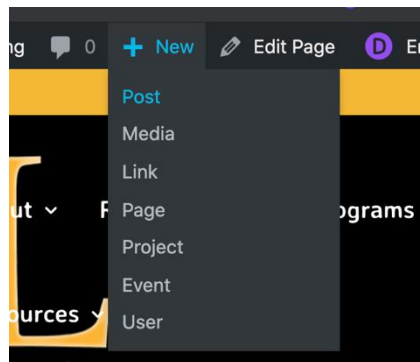 ng 0 + New Edit Page D E
Post
Media
Link
ut Page ograms
Project
Event
ources User
L